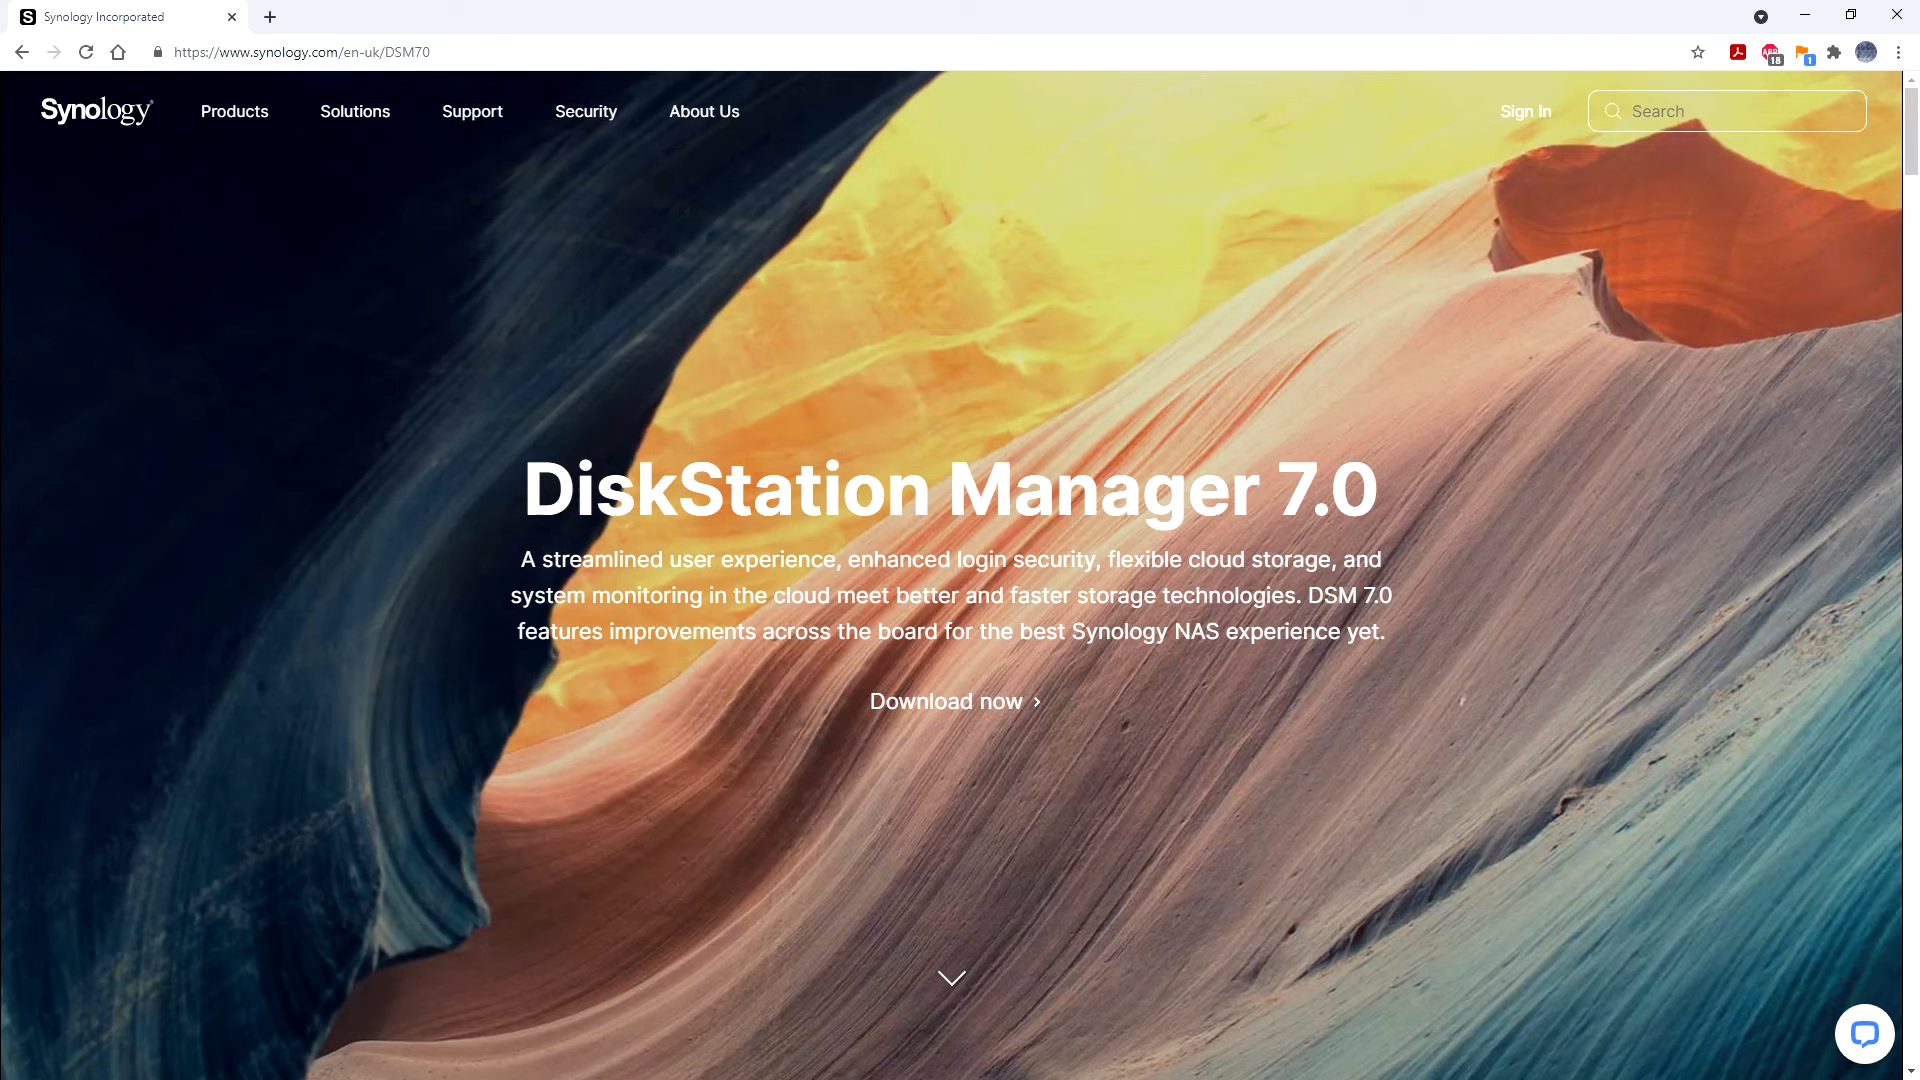 Synology Incorporated
https://www.synology.com/en-uk/DSM70
ABP
18
1
Synology
Products
Solutions
Support
Security
About Us
Sign In
Search
DiskStation Manager 7.0
A streamlined user experience, enhanced login security, flexible cloud storage, and
system monitoring in the cloud meet better and faster storage technologies. DSM 7.0
features improvements across the board for the best Synology NAS experience yet.
Download now